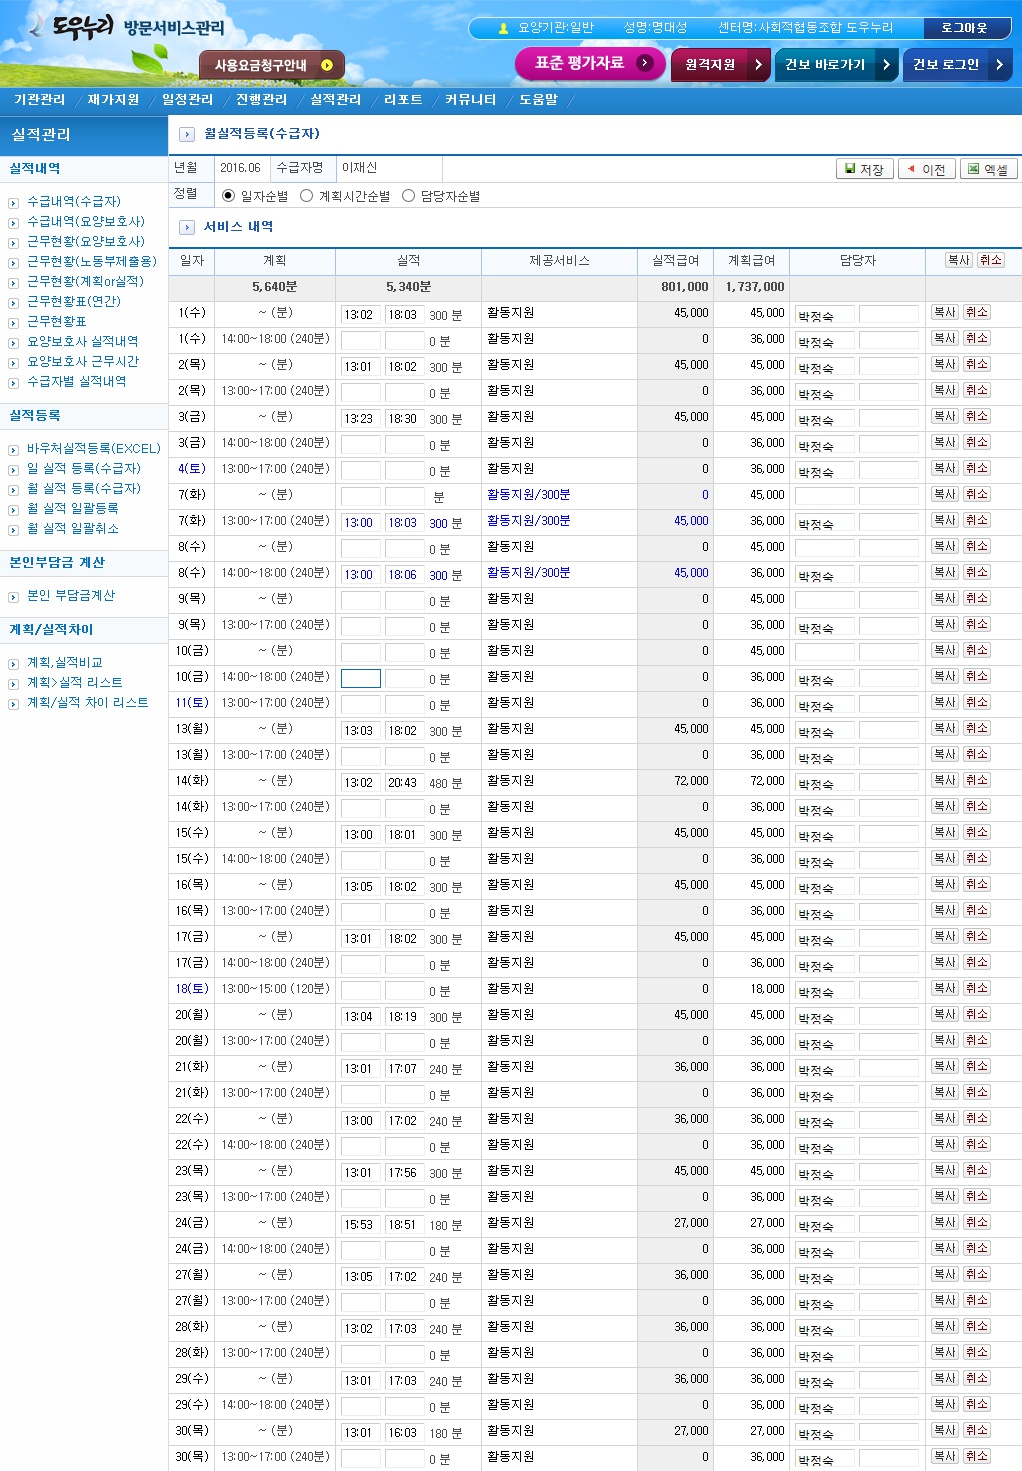 도우누리 방문서비스관리
요양기관:일반 성명:명대성 센터명:사회적협동조합 도우누리 로그아웃
사용요금청구안내 표준 평가자료 원격지원 건보 바로가기 건보 로그인
기관관리 재가지원 일정관리 진행관리 실적관리 리포트 커뮤니티 도움말
실적관리
실적내역
수급내역(수급자)
수급내역(요양보호사)
근무현황(요양보호사)
근무현황(노동부제출용)
근무현황(계획or실적)
근무현황표(연간)
근무현황표
요양보호사 실적내역
요양보호사 근무시간
수급자별 실적내역
실적등록
바우처실적등록(EXCEL)
일 실적 등록(수급자)
월 실적 등록(수급자)
월 실적 일괄등록
월 실적 일괄취소
본인부담금 계산
본인 부담금계산
계획/실적차이
계획,실적비교
계획>실적 리스트
계획/실적 차이 리스트
월실적등록(수급자)
년월 2016.06 수급자명 이재신 저장 이전 엑셀
정렬 일자순별 계획시간순별 담당자순별
서비스 내역
일자 계획 실적 제공서비스 실적급여 계획급여 담당자 복사 취소
5,640분 5,340분 801,000 1,737,000
1(수) ~ (분) 13:02 18:03 300 분 활동지원 45,000 45,000 박정숙 복사 취소
1(수) 14:00~18:00 (240분) 0 분 활동지원 0 36,000 박정숙 복사 취소
2(목) ~ (분) 13:01 18:02 300 분 활동지원 45,000 45,000 박정숙 복사 취소
2(목) 13:00~17:00 (240분) 0 분 활동지원 0 36,000 박정숙 복사 취소
3(금) ~ (분) 13:23 18:30 300 분 활동지원 45,000 45,000 박정숙 복사 취소
3(금) 14:00~18:00 (240분) 0 분 활동지원 0 36,000 박정숙 복사 취소
4(토) 13:00~17:00 (240분) 0 분 활동지원 0 36,000 박정숙 복사 취소
7(화) ~ (분) 분 활동지원/300분 0 45,000 복사 취소
7(화) 13:00~17:00 (240분) 13:00 18:03 300 분 활동지원/300분 45,000 36,000 박정숙 복사 취소
8(수) ~ (분) 0 분 활동지원 0 45,000 복사 취소
8(수) 14:00~18:00 (240분) 13:00 18:06 300 분 활동지원/300분 45,000 36,000 박정숙 복사 취소
9(목) ~ (분) 0 분 활동지원 0 45,000 복사 취소
9(목) 13:00~17:00 (240분) 0 분 활동지원 0 36,000 박정숙 복사 취소
10(금) ~ (분) 0 분 활동지원 0 45,000 복사 취소
10(금) 14:00~18:00 (240분) 0 분 활동지원 0 36,000 박정숙 복사 취소
11(토) 13:00~17:00 (240분) 0 분 활동지원 0 36,000 박정숙 복사 취소
13(월) ~ (분) 13:03 18:02 300 분 활동지원 45,000 45,000 박정숙 복사 취소
13(월) 13:00~17:00 (240분) 0 분 활동지원 0 36,000 박정숙 복사 취소
14(화) ~ (분) 13:02 20:43 480 분 활동지원 72,000 72,000 박정숙 복사 취소
14(화) 13:00~17:00 (240분) 0 분 활동지원 0 36,000 박정숙 복사 취소
15(수) ~ (분) 13:00 18:01 300 분 활동지원 45,000 45,000 박정숙 복사 취소
15(수) 14:00~18:00 (240분) 0 분 활동지원 0 36,000 박정숙 복사 취소
16(목) ~ (분) 13:05 18:02 300 분 활동지원 45,000 45,000 박정숙 복사 취소
16(목) 13:00~17:00 (240분) 0 분 활동지원 0 36,000 박정숙 복사 취소
17(금) ~ (분) 13:01 18:02 300 분 활동지원 45,000 45,000 박정숙 복사 취소
17(금) 14:00~18:00 (240분) 0 분 활동지원 0 36,000 박정숙 복사 취소
18(토) 13:00~15:00 (120분) 0 분 활동지원 0 18,000 박정숙 복사 취소
20(월) ~ (분) 13:04 18:19 300 분 활동지원 45,000 45,000 박정숙 복사 취소
20(월) 13:00~17:00 (240분) 0 분 활동지원 0 36,000 박정숙 복사 취소
21(화) ~ (분) 13:01 17:07 240 분 활동지원 36,000 36,000 박정숙 복사 취소
21(화) 13:00~17:00 (240분) 0 분 활동지원 0 36,000 박정숙 복사 취소
22(수) ~ (분) 13:00 17:02 240 분 활동지원 36,000 36,000 박정숙 복사 취소
22(수) 14:00~18:00 (240분) 0 분 활동지원 0 36,000 박정숙 복사 취소
23(목) ~ (분) 13:01 17:56 300 분 활동지원 45,000 45,000 박정숙 복사 취소
23(목) 13:00~17:00 (240분) 0 분 활동지원 0 36,000 박정숙 복사 취소
24(금) ~ (분) 15:53 18:51 180 분 활동지원 27,000 27,000 박정숙 복사 취소
24(금) 14:00~18:00 (240분) 0 분 활동지원 0 36,000 박정숙 복사 취소
27(월) ~ (분) 13:05 17:02 240 분 활동지원 36,000 36,000 박정숙 복사 취소
27(월) 13:00~17:00 (240분) 0 분 활동지원 0 36,000 박정숙 복사 취소
28(화) ~ (분) 13:02 17:03 240 분 활동지원 36,000 36,000 박정숙 복사 취소
28(화) 13:00~17:00 (240분) 0 분 활동지원 0 36,000 박정숙 복사 취소
29(수) ~ (분) 13:01 17:03 240 분 활동지원 36,000 36,000 박정숙 복사 취소
29(수) 14:00~18:00 (240분) 0 분 활동지원 0 36,000 박정숙 복사 취소
30(목) ~ (분) 13:01 16:03 180 분 활동지원 27,000 27,000 박정숙 복사 취소
30(목) 13:00~17:00 (240분) 0 분 활동지원 0 36,000 박정숙 복사 취소